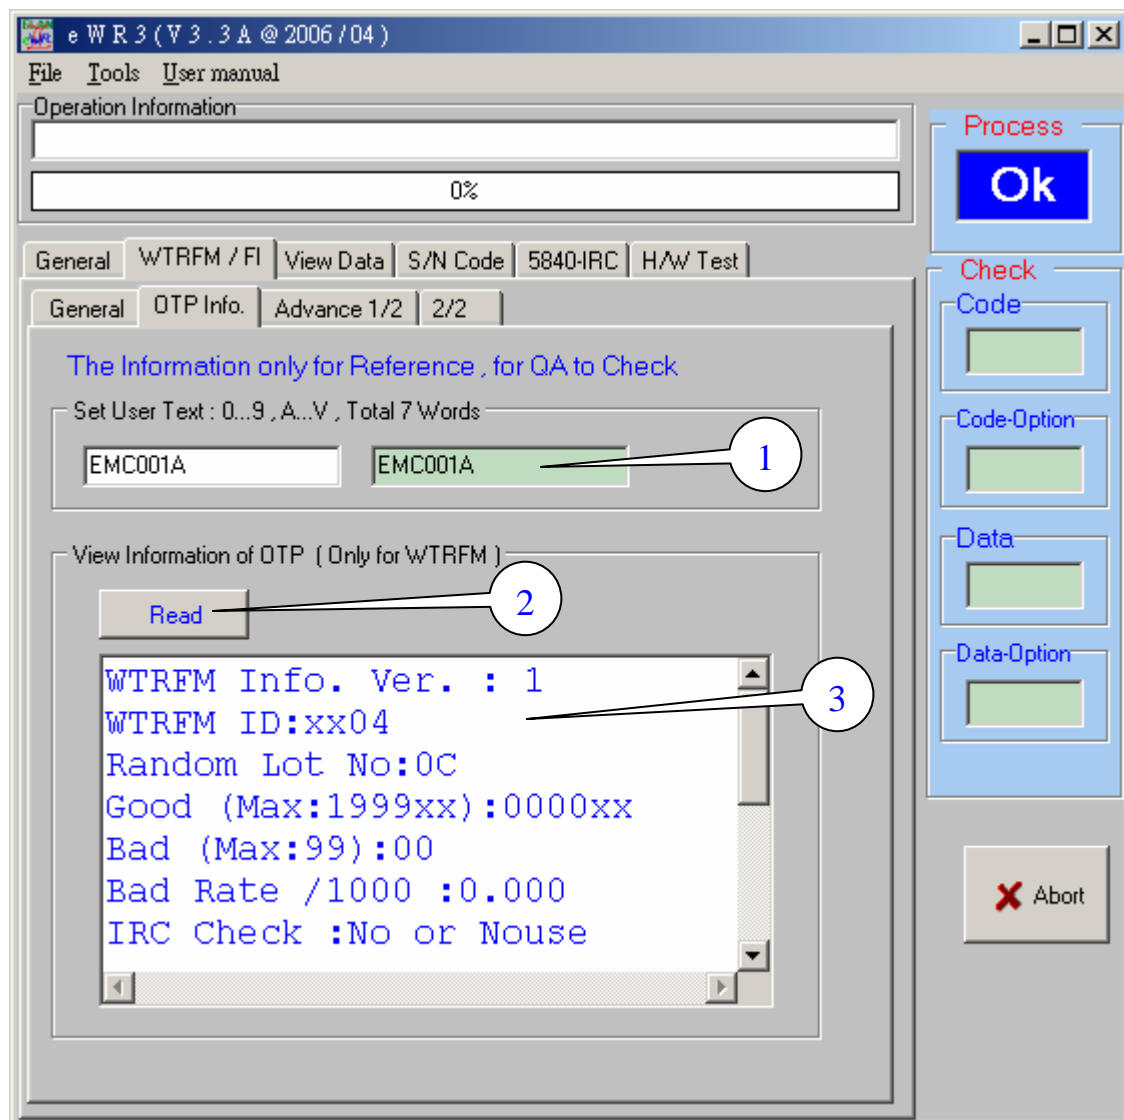 e W R 3 ( V 3 . 3 A @ 2006 / 04 )
File Tools User manual
Operation Information
0%
Process
Ok
General WTRFM / FI View Data S/N Code 5840-IRC H/W Test
General OTP Info. Advance 1/2 2/2
The Information only for Reference , for QA to Check
Set User Text : 0...9 , A...V , Total 7 Words
EMC001A EMC001A
1
View Information of OTP ( Only for WTRFM )
Read
2
WTRFM Info. Ver. : 1
WTRFM ID:xx04
Random Lot No:0C
Good (Max:1999xx):0000xx
Bad (Max:99):00
Bad Rate /1000 :0.000
IRC Check :No or Nouse
3
Check
Code
Code-Option
Data
Data-Option
Abort